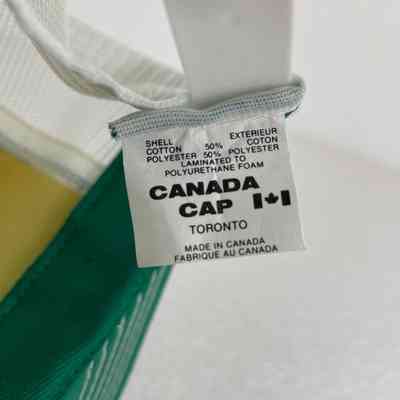 SHELL EXTERIEUR
COTTON 50% COTON
POLYESTER 50% POLYESTER
LAMINATED TO
POLYURETHANE FOAM
CANADA
CAP
TORONTO
MADE IN CANADA
FABRIQUE AU CANADA